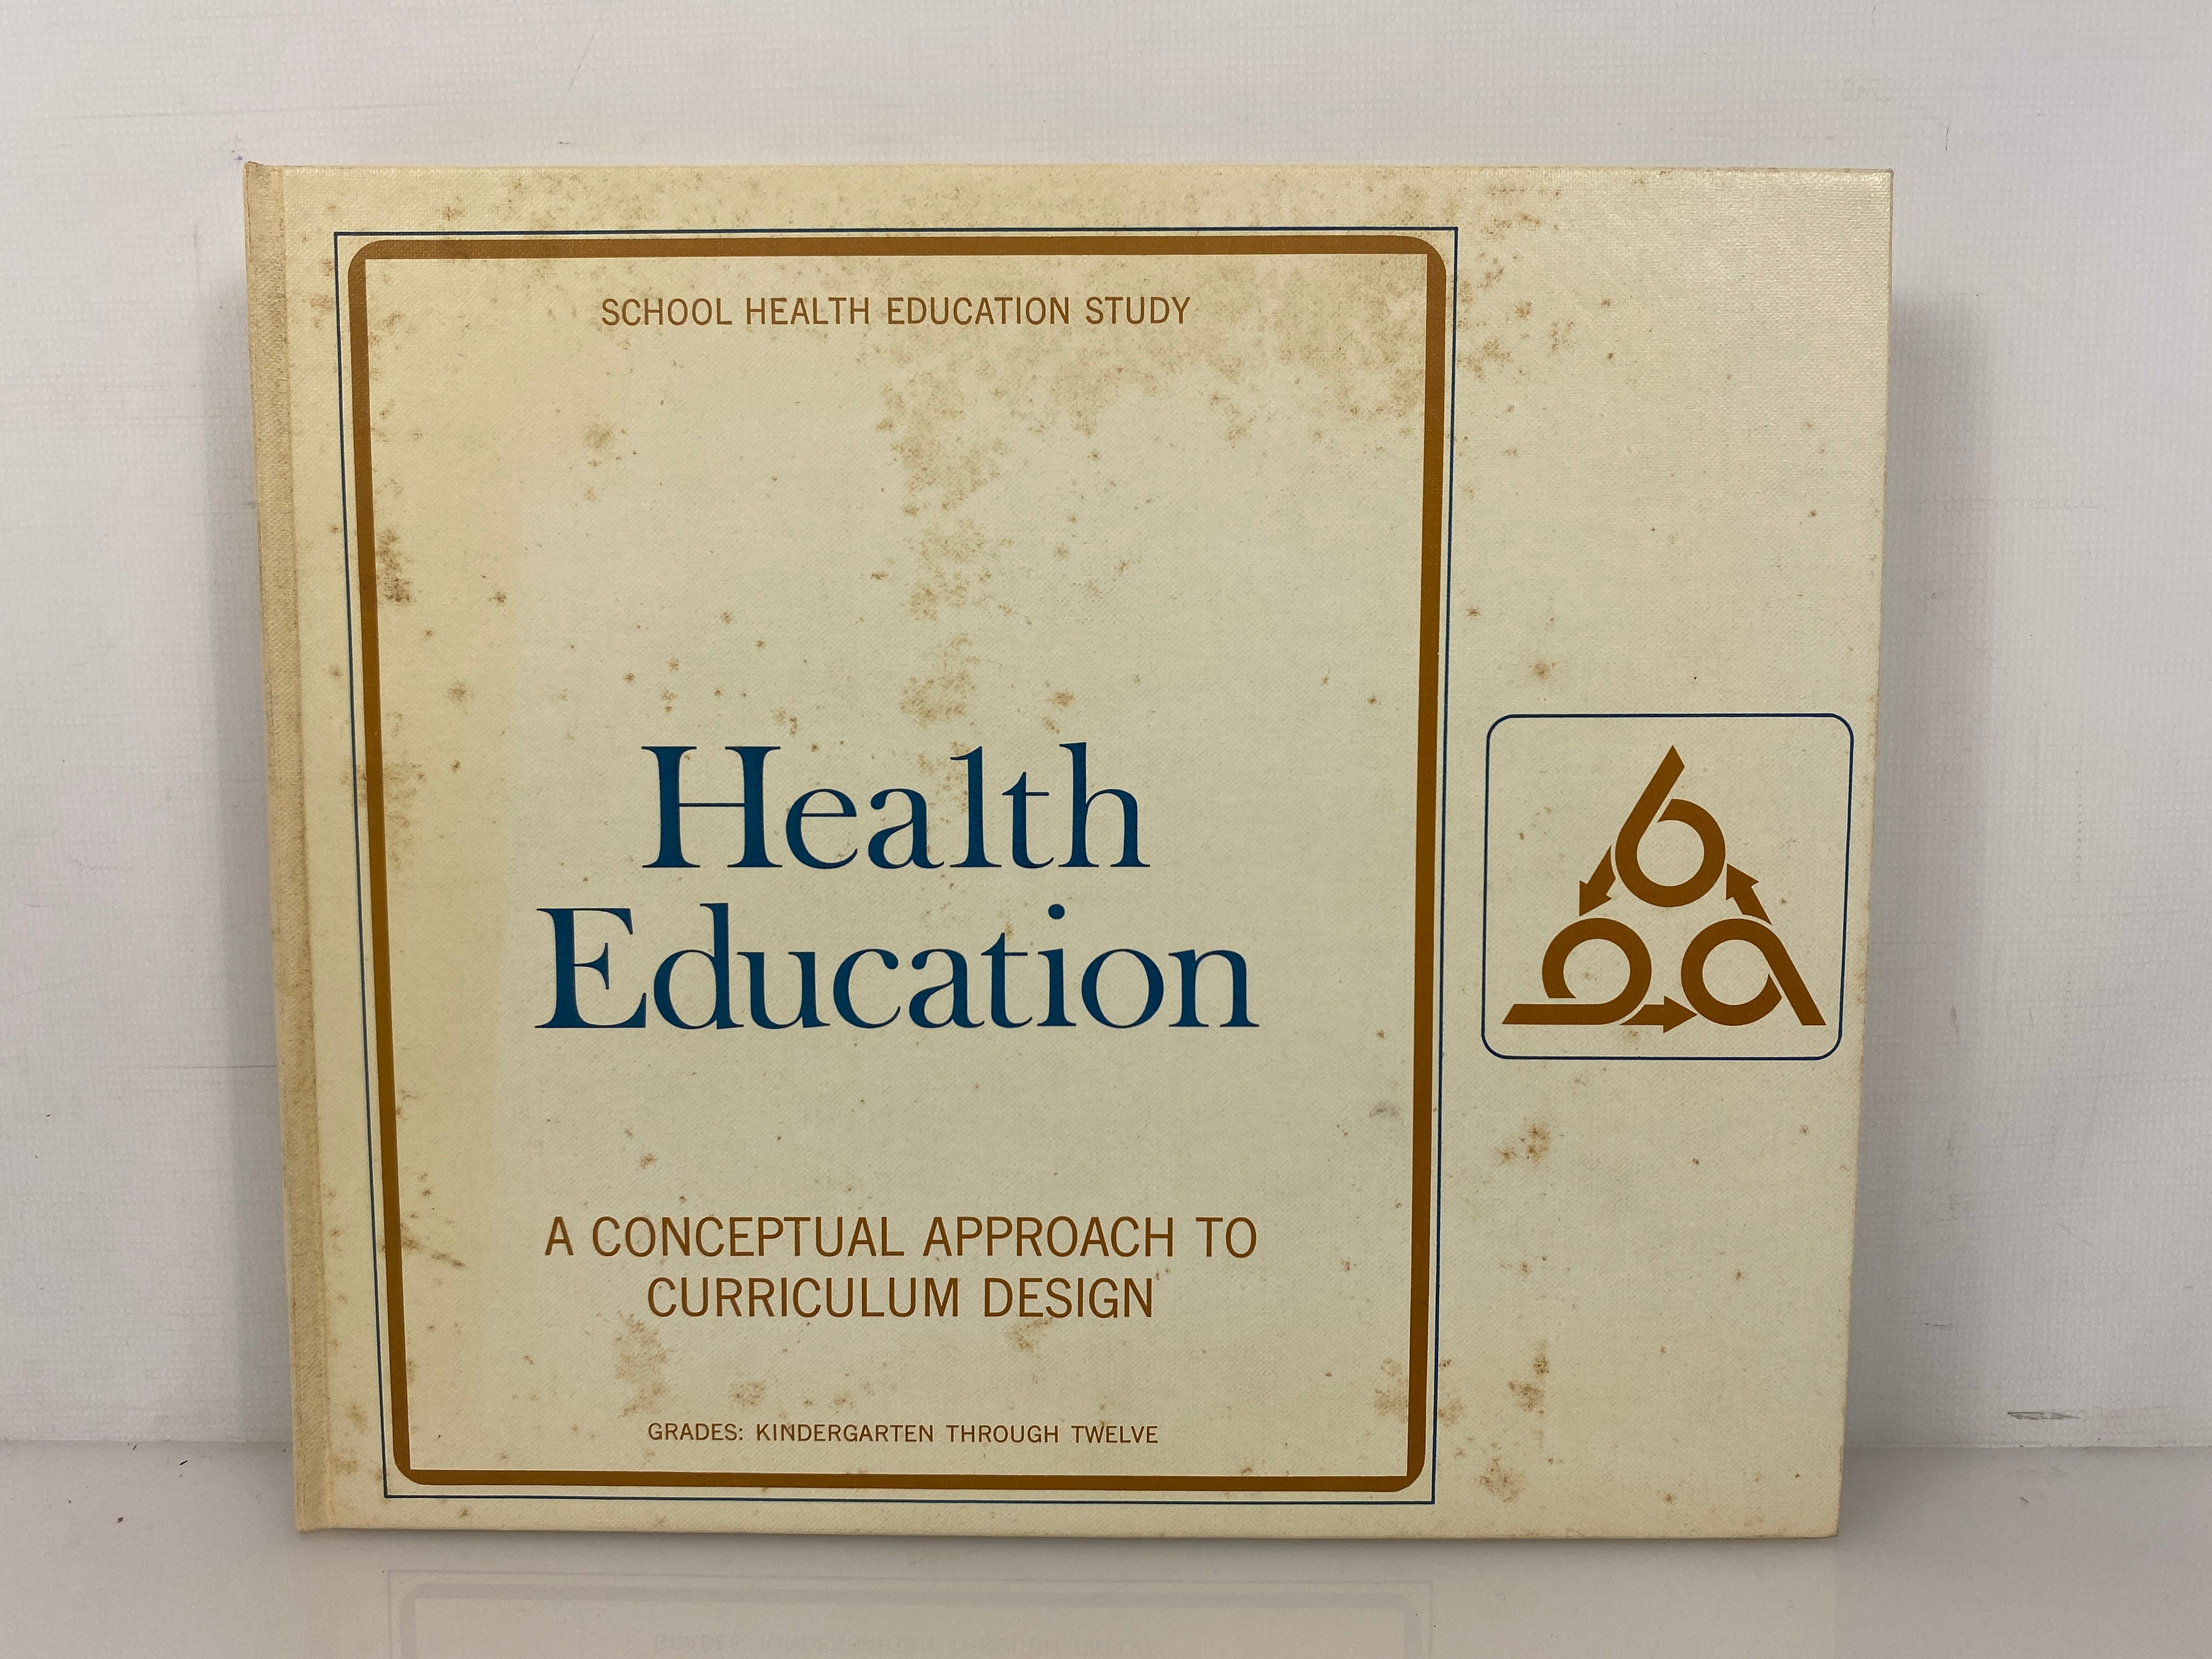 SCHOOL HEALTH EDUCATION STUDY
Health
Education
A CONCEPTUAL APPROACH TO
CURRICULUM DESIGN
GRADES: KINDERGARTEN THROUGH TWELVE